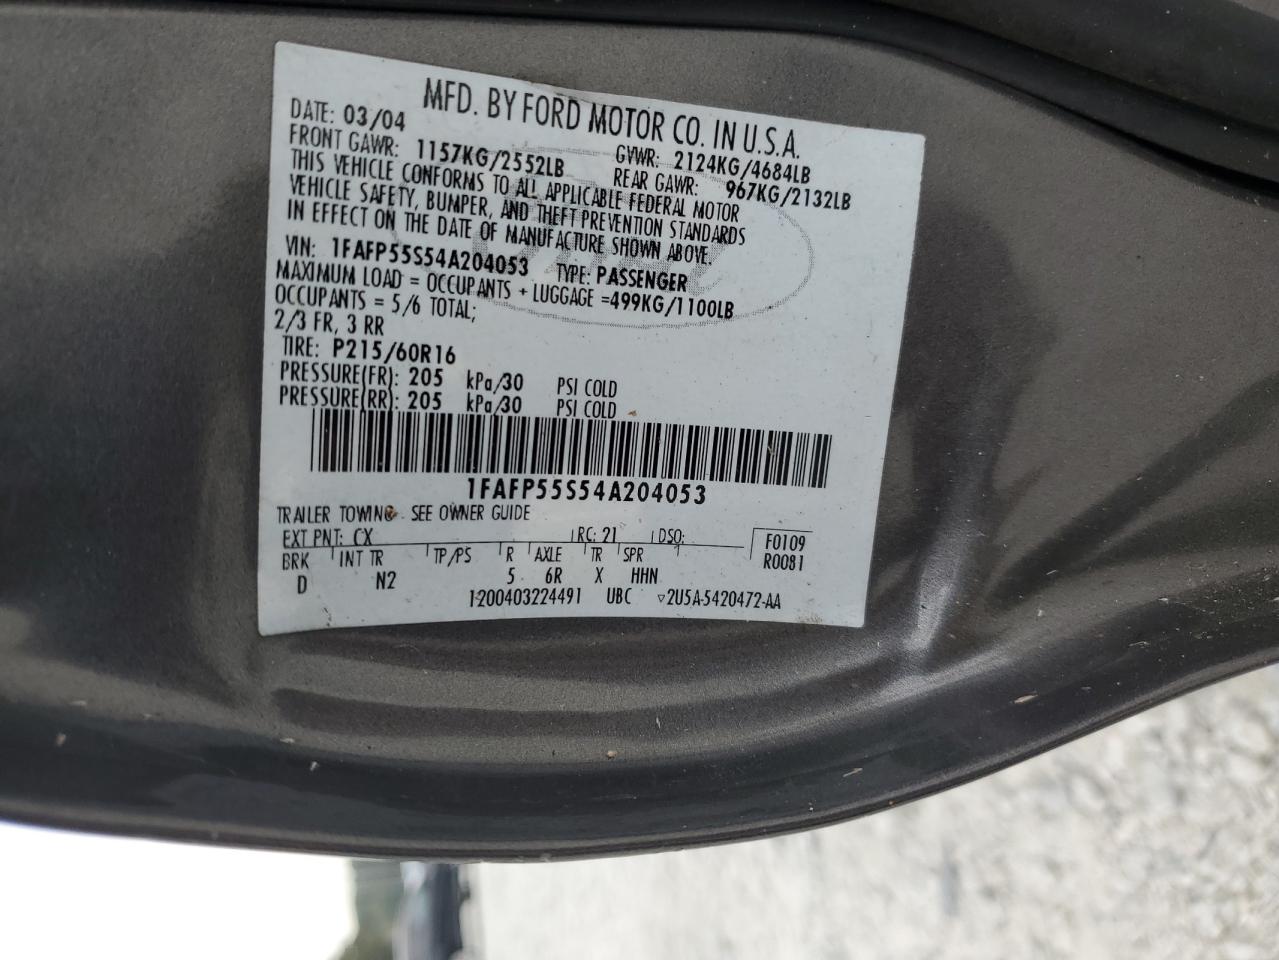 MFD. BY FORD MOTOR CO. IN U.S.A.
DATE: 03/04 GVWR: 2124KG/4684LB
FRONT GAWR: 1157KG/2552LB REAR GAWR: 967KG/2132LB
THIS VEHICLE CONFORMS TO ALL APPLICABLE FEDERAL MOTOR
VEHICLE SAFETY, BUMPER, AND THEFT PREVENTION STANDARDS
IN EFFECT ON THE DATE OF MANUFACTURE SHOWN ABOVE.
VIN: 1FAFP55S54A204053 TYPE: PASSENGER
MAXIMUM LOAD = OCCUPANTS + LUGGAGE =499KG/1100LB
OCCUPANTS = 5/6 TOTAL;
2/3 FR, 3 RR
TIRE: P215/60R16
PRESSURE(FR): 205 kPa/30 PSI COLD
PRESSURE(RR): 205 kPa/30 PSI COLD
1FAFP55S54A204053
TRAILER TOWING - SEE OWNER GUIDE
EXT PNT: CX RC: 21 DSO: F0109
BRK INT TR TP/PS R AXLE TR SPR R0081
D N2 5 6R X HHN
1200403224491 UBC ▽2U5A-5420472-AA